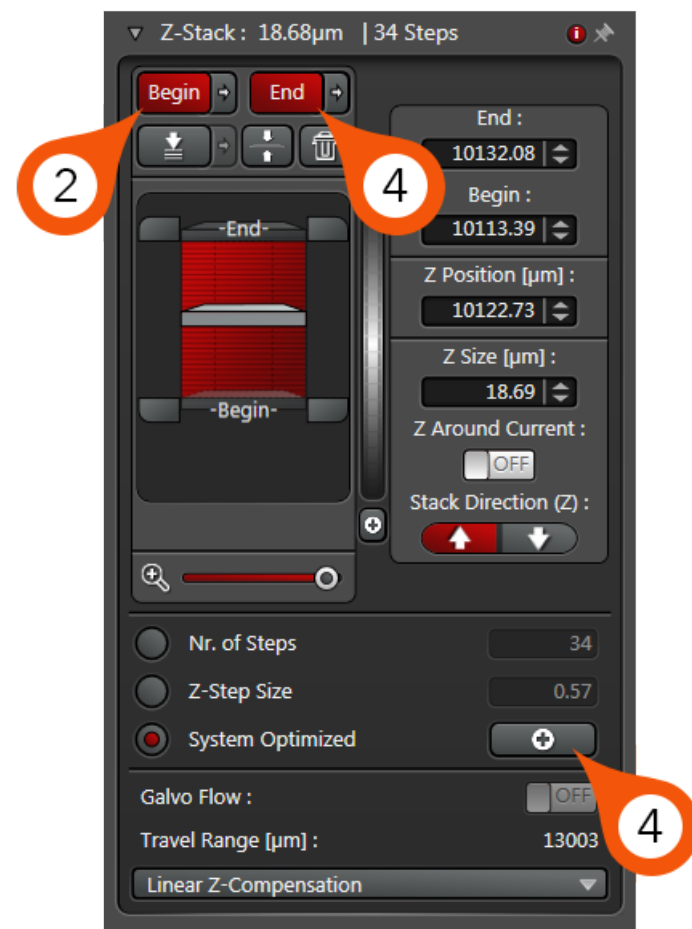 Z-Stack : 18.68µm | 34 Steps
Begin End
2
4
End :
10132.08
Begin :
10113.39
-End-
-Begin-
Z Position [µm] :
10122.73
Z Size [µm] :
18.69
Z Around Current :
OFF
Stack Direction (Z) :
Nr. of Steps 34
Z-Step Size 0.57
System Optimized
Galvo Flow : OFF
4
Travel Range [µm] : 13003
Linear Z-Compensation